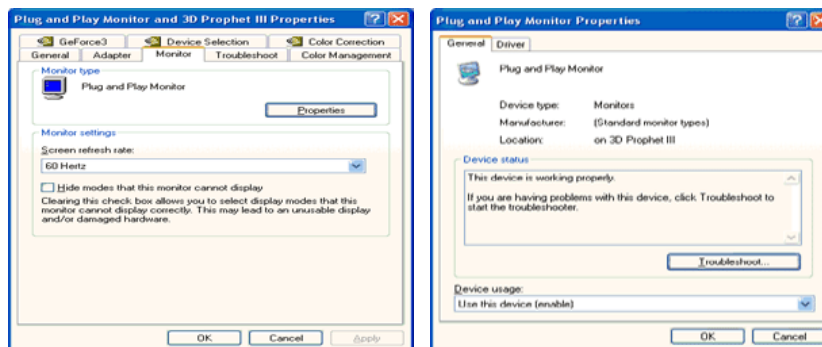 Plug and Play Monitor and 3D Prophet III Properties
GeForce3 Device Selection Color Correction
General Adapter Monitor Troubleshoot Color Management
Monitor type
Plug and Play Monitor
Properties
Monitor settings
Screen refresh rate:
60 Hertz
Hide modes that this monitor cannot display
Clearing this check box allows you to select display modes that this
monitor cannot display correctly. This may lead to an unusable display
and/or damaged hardware.
OK Cancel Apply
Plug and Play Monitor Properties
General Driver
Plug and Play Monitor
Device type: Monitors
Manufacturer: (Standard monitor types)
Location: on 3D Prophet III
Device status
This device is working properly.
If you are having problems with this device, click Troubleshoot to
start the troubleshooter.
Troubleshoot...
Device usage:
Use this device (enable)
OK Cancel